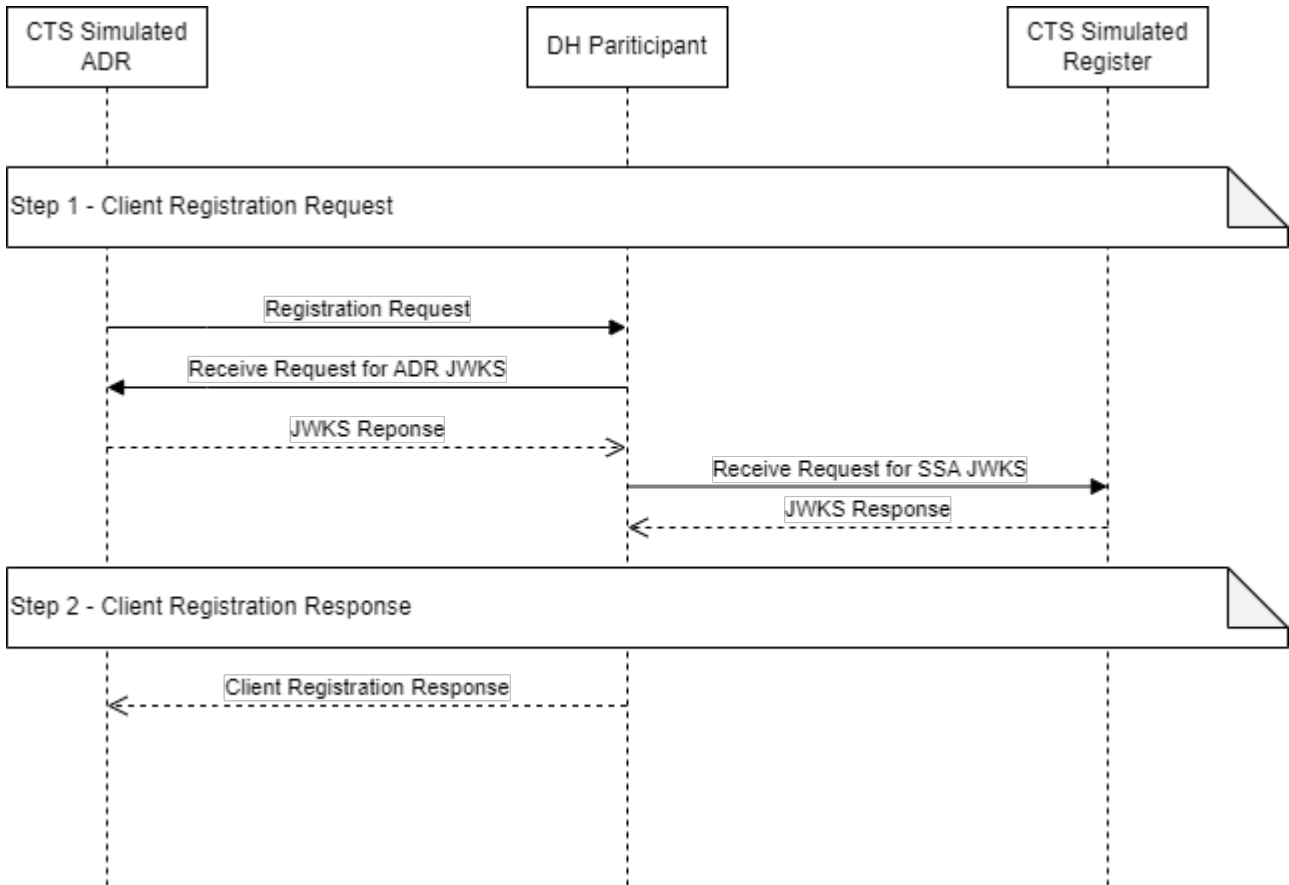 CTS Simulated
ADR
DH Pariticipant
CTS Simulated
Register
Step 1 - Client Registration Request
Registration Request
Receive Request for ADR JWKS
JWKS Reponse
Receive Request for SSA JWKS
JWKS Response
Step 2 - Client Registration Response
Client Registration Response